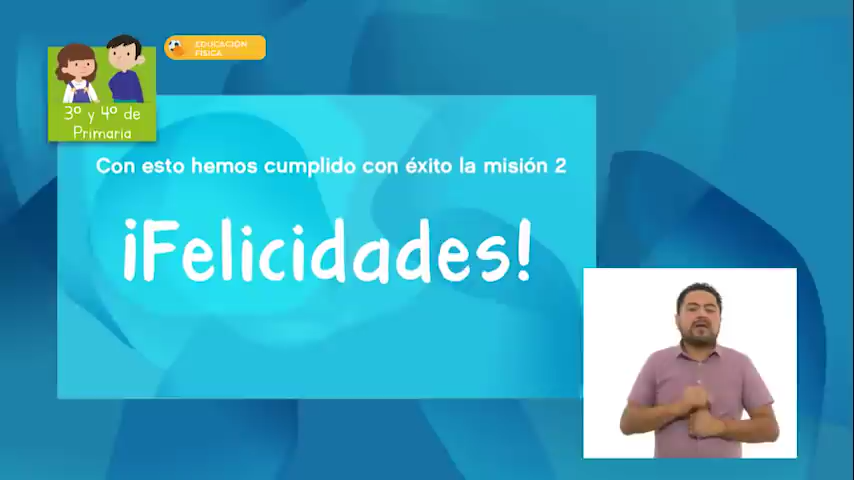 EDUCACIÓN
FÍSICA
3º y 4º de
Primaria
Con esto hemos cumplido con éxito la misión 2
¡Felicidades!